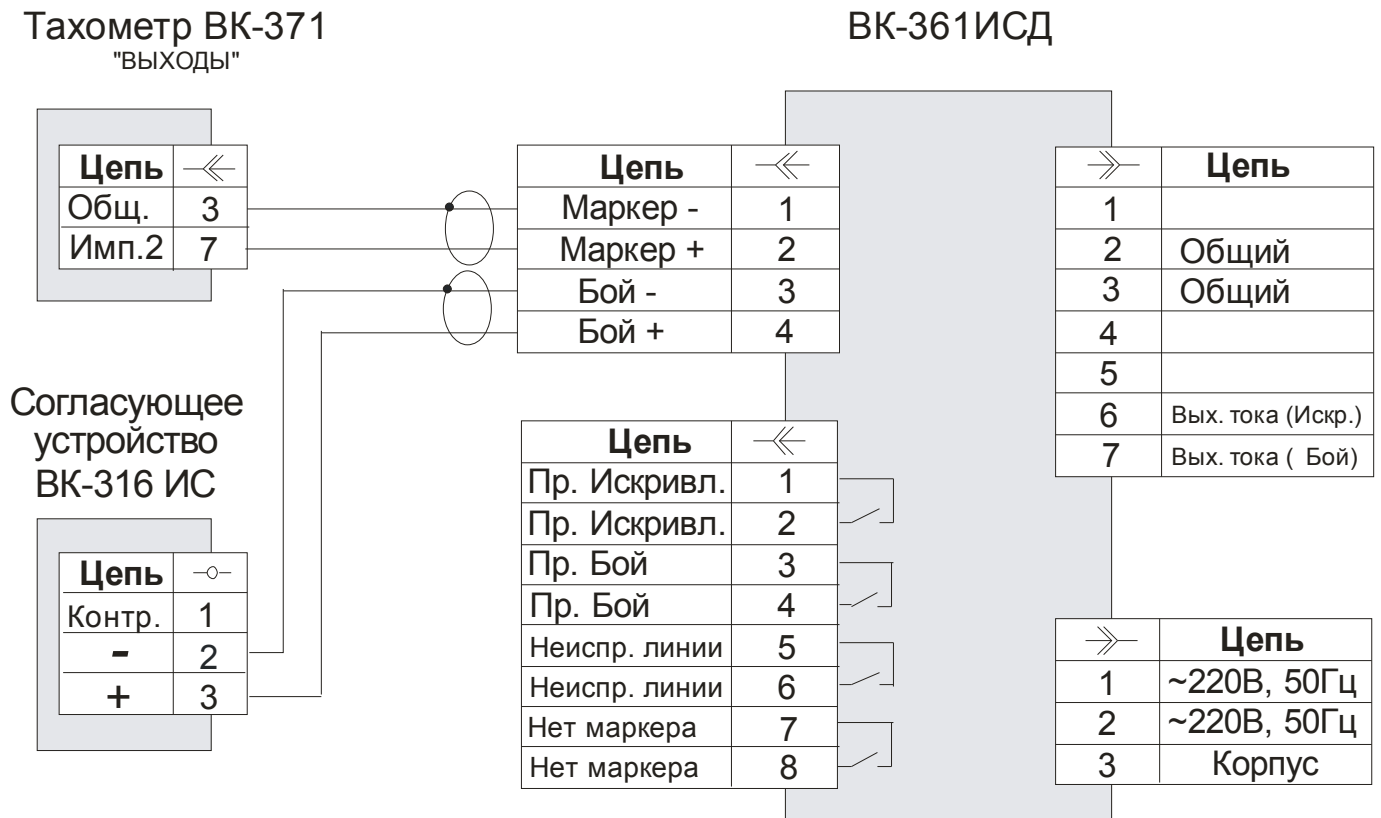 Тахометр ВК-371
"ВЫХОДЫ"
Цепь
Общ. 3
Имп.2 7
Согласующее
устройство
ВК-316 ИС
Цепь
Контр. 1
- 2
+ 3
ВК-361ИСД
Цепь
Маркер - 1
Маркер + 2
Бой - 3
Бой + 4
Цепь
Пр. Искривл. 1
Пр. Искривл. 2
Пр. Бой 3
Пр. Бой 4
Неиспр. линии 5
Неиспр. линии 6
Нет маркера 7
Нет маркера 8
Цепь
1
2 Общий
3 Общий
4
5
6 Вых. тока (Искр.)
7 Вых. тока ( Бой)
Цепь
1 ~220В, 50Гц
2 ~220В, 50Гц
3 Корпус